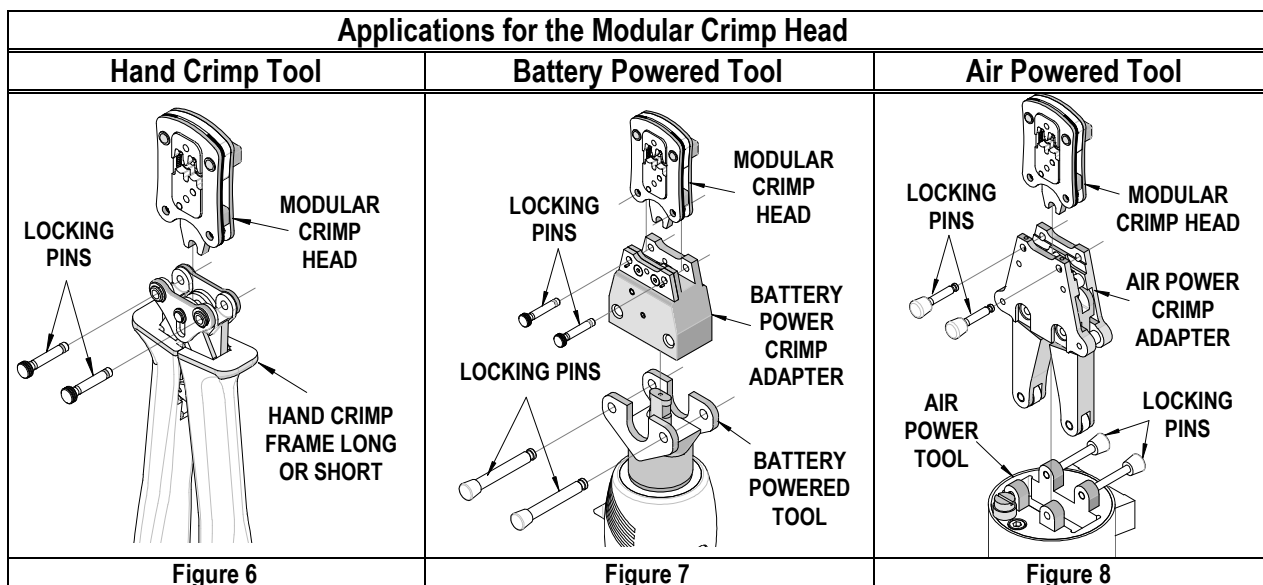 Applications for the Modular Crimp Head
Hand Crimp Tool
Battery Powered Tool
Air Powered Tool
MODULAR
CRIMP
HEAD
LOCKING
PINS
HAND CRIMP
FRAME LONG
OR SHORT
MODULAR
CRIMP
HEAD
LOCKING
PINS
BATTERY
POWER
CRIMP
ADAPTER
LOCKING PINS
BATTERY
POWERED
TOOL
MODULAR
CRIMP HEAD
LOCKING
PINS
AIR POWER
CRIMP
ADAPTER
AIR
POWER
TOOL
LOCKING
PINS
Figure 6
Figure 7
Figure 8